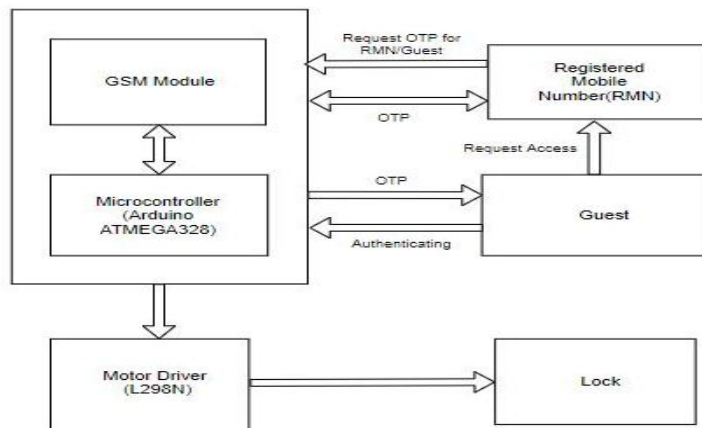 Request OTP for
RMN/Guest
GSM Module
Registered
Mobile
Number(RMN)
OTP
Request Access
Microcontroller
(Arduino
ATMEGA328)
OTP
Guest
Authenticating
Motor Driver
(L298N)
Lock